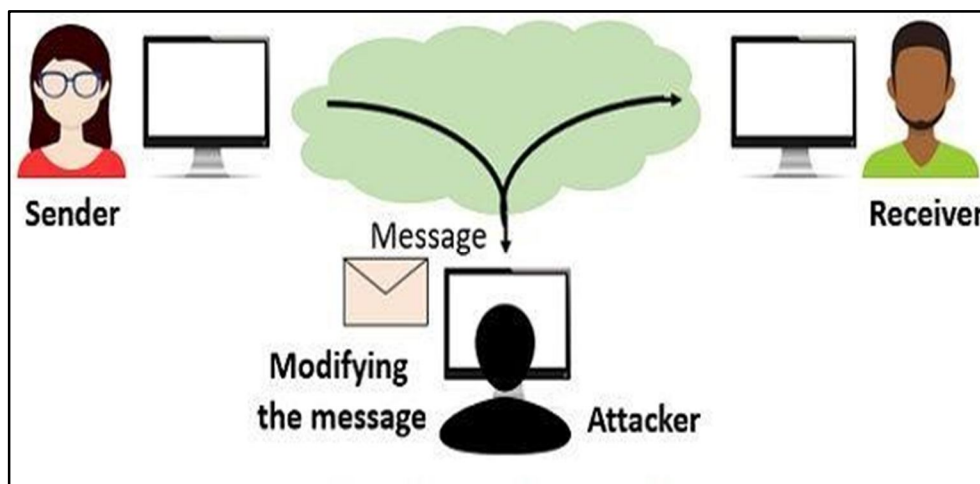 Sender
Receiver
Message
Modifying
the message
Attacker